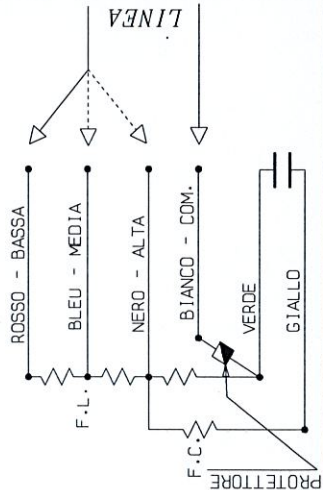 LINEA
ROSSO - BASSA
BLEU - MEDIA
F.L.
NERO - ALTA
BIANCO - COM.
VERDE
F.C.
GIALLO
PROTETTORE